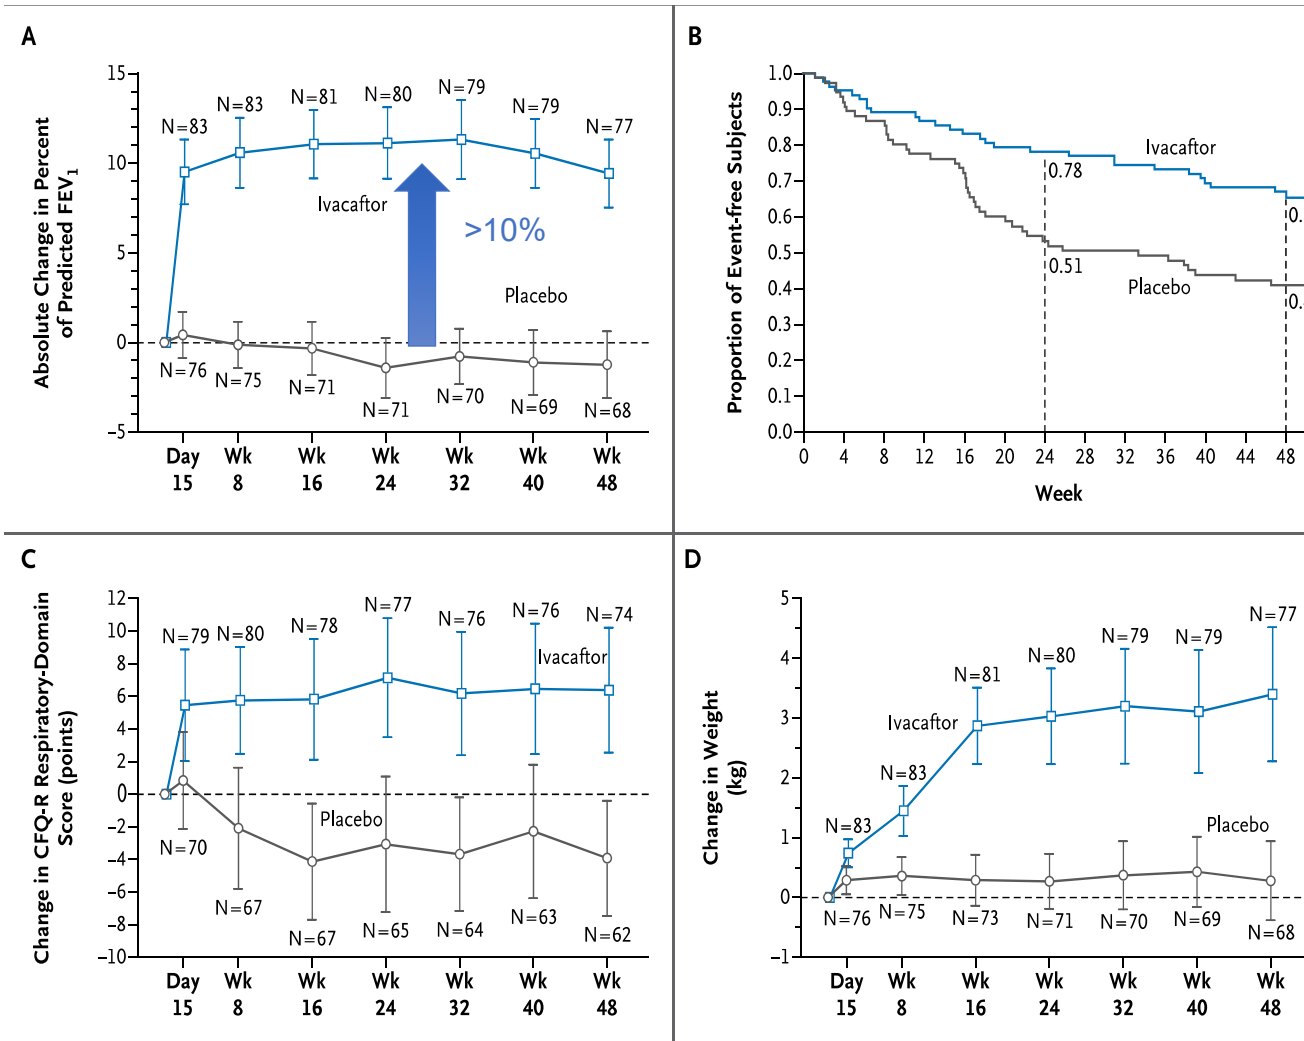 A
Absolute Change in Percent
of Predicted FEV1
15
10
5
0
–5
N=83
N=83
N=81
N=80
N=79
N=79
N=77
Ivacaftor
>10%
Placebo
N=76
N=75
N=71
N=71
N=70
N=69
N=68
Day
15
Wk
8
Wk
16
Wk
24
Wk
32
Wk
40
Wk
48
B
Proportion of Event-free Subjects
1.0
0.9
0.8
0.7
0.6
0.5
0.4
0.3
0.2
0.1
0.0
Ivacaftor
0.78
0.51
Placebo
0 4 8 12 16 20 24 28 32 36 40 44 48
Week
C
Change in CFQ-R Respiratory-Domain
Score (points)
12
10
8
6
4
2
0
–2
–4
–6
–8
–10
N=79
N=80
N=78
N=77
N=76
N=76
N=74
Ivacaftor
Placebo
N=70
N=67
N=67
N=65
N=64
N=63
N=62
Day
15
Wk
8
Wk
16
Wk
24
Wk
32
Wk
40
Wk
48
D
Change in Weight
(kg)
5
4
3
2
1
0
–1
N=83
N=83
N=81
N=80
N=79
N=79
N=77
Ivacaftor
Placebo
N=76
N=75
N=73
N=71
N=70
N=69
N=68
Day
15
Wk
8
Wk
16
Wk
24
Wk
32
Wk
40
Wk
48